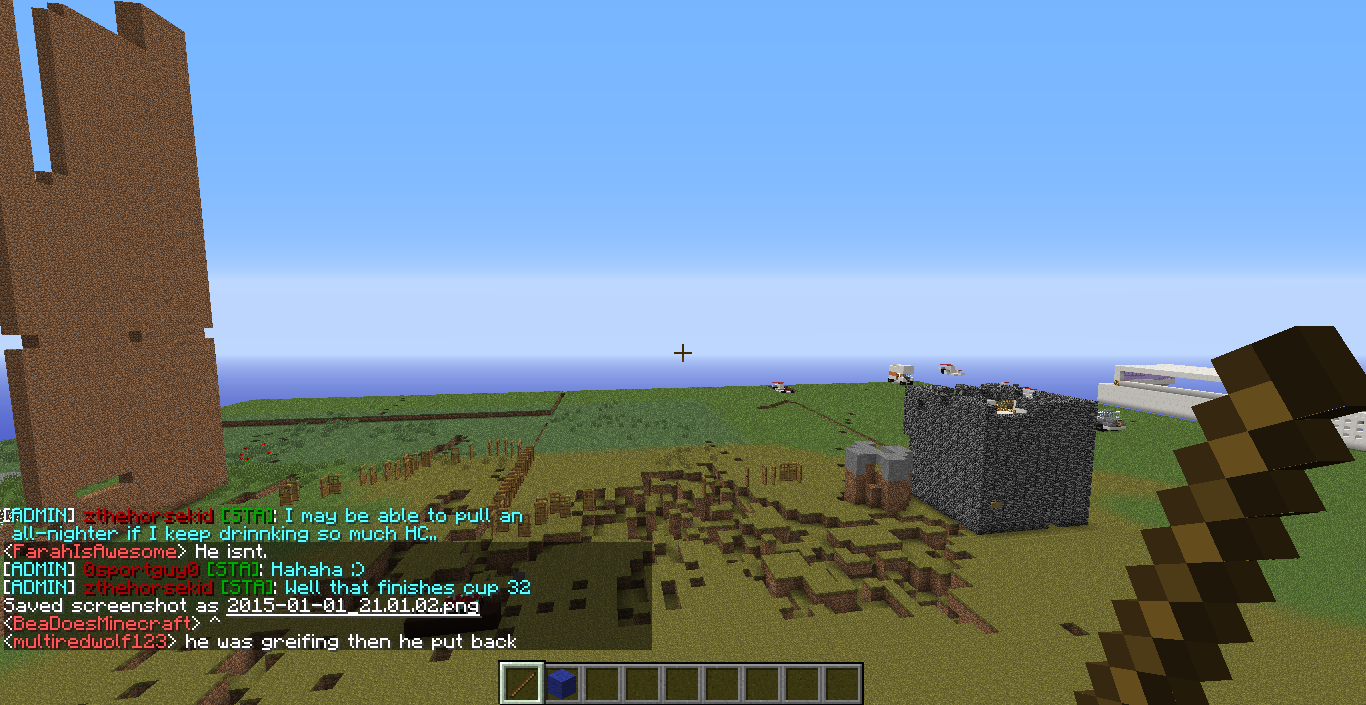 [ADMIN] zthehorsekid [STA]: I may be able to pull an
all-nighter if I keep drinnking so much HC..
<FarahIsAwesome> He isnt.
[ADMIN] 0sportguy0 [STA]: Hahaha :)
[ADMIN] zthehorsekid [STA]: Well that finishes cup 32
Saved screenshot as 2015-01-01_21.01.02.png
<BeaDoesMinecraft> ^
<multiredwolf123> he was greifing then he put back